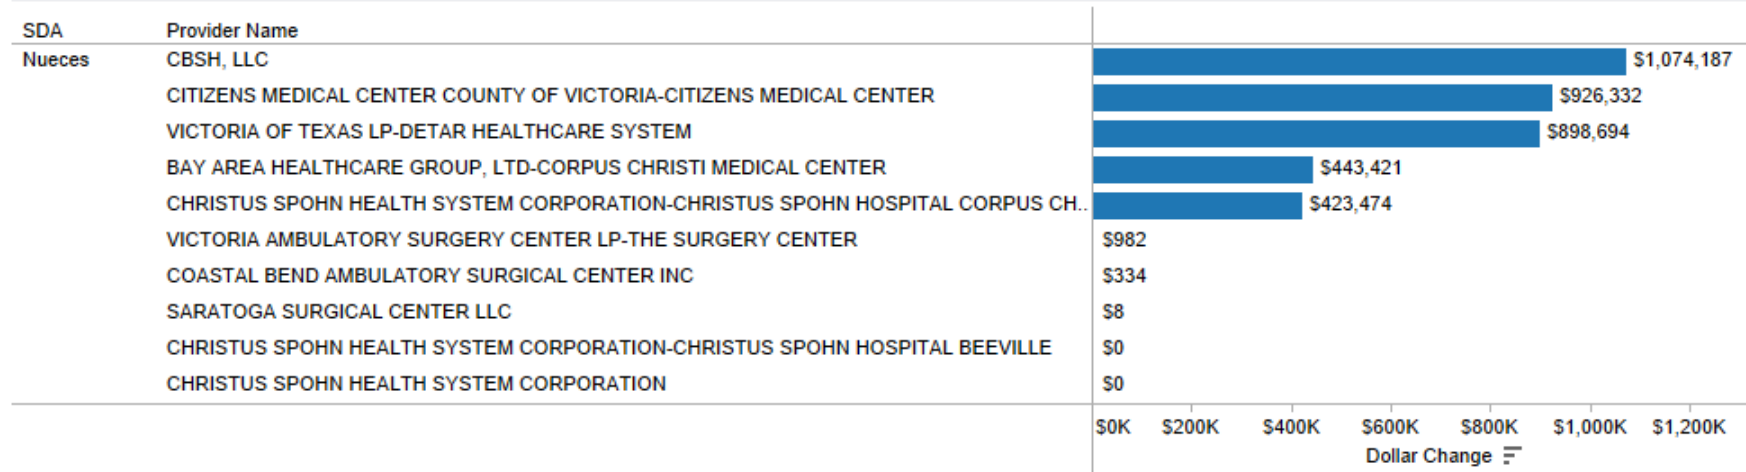 SDA Provider Name
Nueces CBSH, LLC $1,074,187
CITIZENS MEDICAL CENTER COUNTY OF VICTORIA-CITIZENS MEDICAL CENTER $926,332
VICTORIA OF TEXAS LP-DETAR HEALTHCARE SYSTEM $898,694
BAY AREA HEALTHCARE GROUP, LTD-CORPUS CHRISTI MEDICAL CENTER $443,421
CHRISTUS SPOHN HEALTH SYSTEM CORPORATION-CHRISTUS SPOHN HOSPITAL CORPUS CH.. $423,474
VICTORIA AMBULATORY SURGERY CENTER LP-THE SURGERY CENTER $982
COASTAL BEND AMBULATORY SURGICAL CENTER INC $334
SARATOGA SURGICAL CENTER LLC $8
CHRISTUS SPOHN HEALTH SYSTEM CORPORATION-CHRISTUS SPOHN HOSPITAL BEEVILLE $0
CHRISTUS SPOHN HEALTH SYSTEM CORPORATION $0
$0K $200K $400K $600K $800K $1,000K $1,200K
Dollar Change